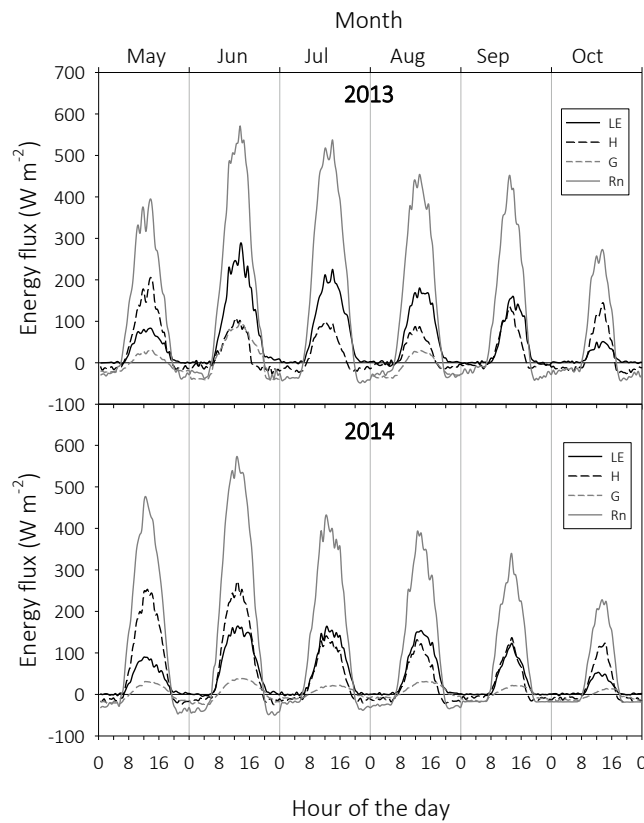 Month
May Jun Jul Aug Sep Oct
700
2013
600
LE
H
G
Rn
500
400
300
200
100
0
-100
Energy flux (W m⁻²)
2014
600
LE
H
G
Rn
500
400
300
200
100
0
-100
Energy flux (W m⁻²)
0 8 16 0 8 16 0 8 16 0 8 16 0 8 16 0 8 16 0
Hour of the day